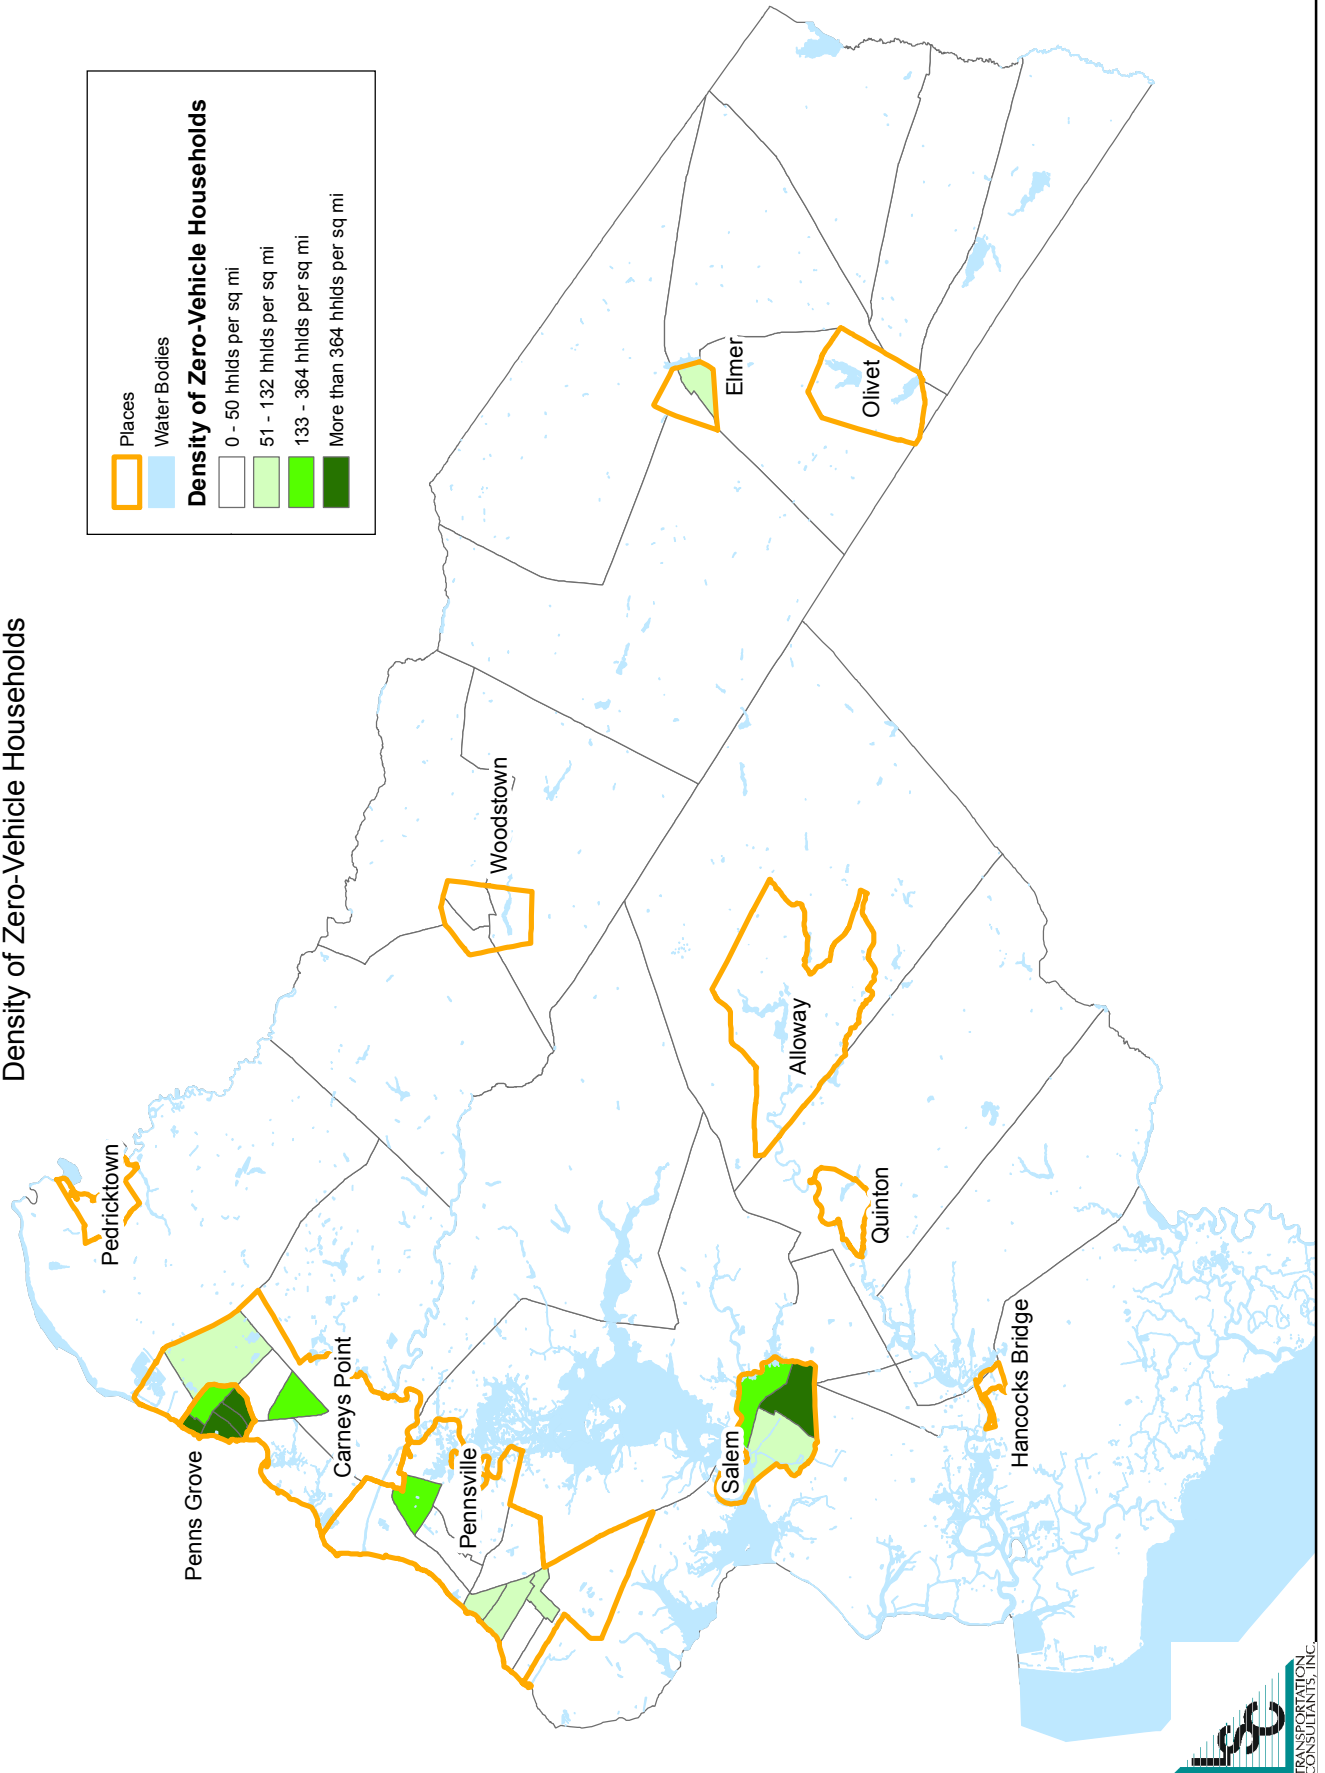 Density of Zero-Vehicle Households
Places
Water Bodies
Density of Zero-Vehicle Households
0 - 50 hhlds per sq mi
51 - 132 hhlds per sq mi
133 - 364 hhlds per sq mi
More than 364 hhlds per sq mi
Pedricktown
Penns Grove
Carneys Point
Pennsville
Woodstown
Elmer
Olivet
Alloway
Quinton
Salem
Hancocks Bridge
LSC
TRANSPORTATION
CONSULTANTS, INC.